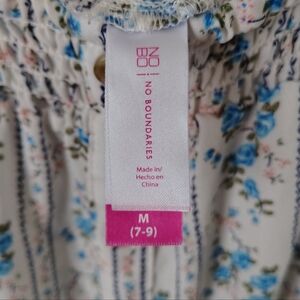 NO
BO
NO BOUNDARIES
Made in/
Hecho en
China
M
(7-9)